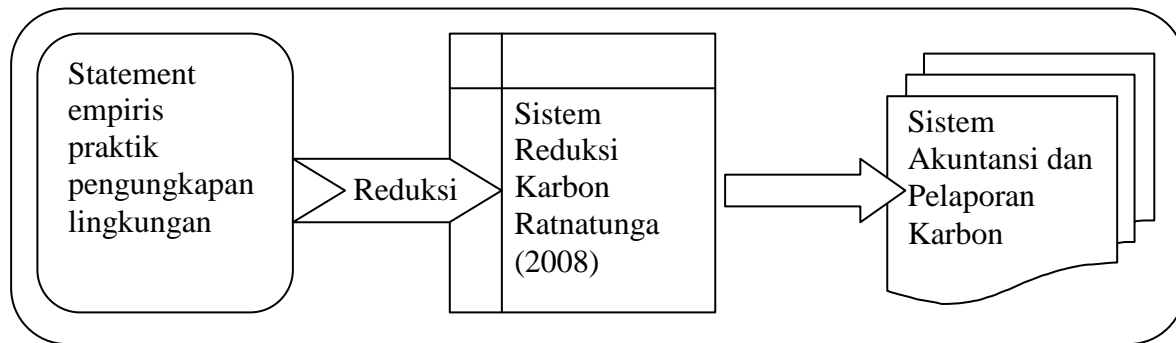 Statement
empiris
praktik
pengungkapan
lingkungan
Reduksi
Sistem
Reduksi
Karbon
Ratnatunga
(2008)
Sistem
Akuntansi dan
Pelaporan
Karbon